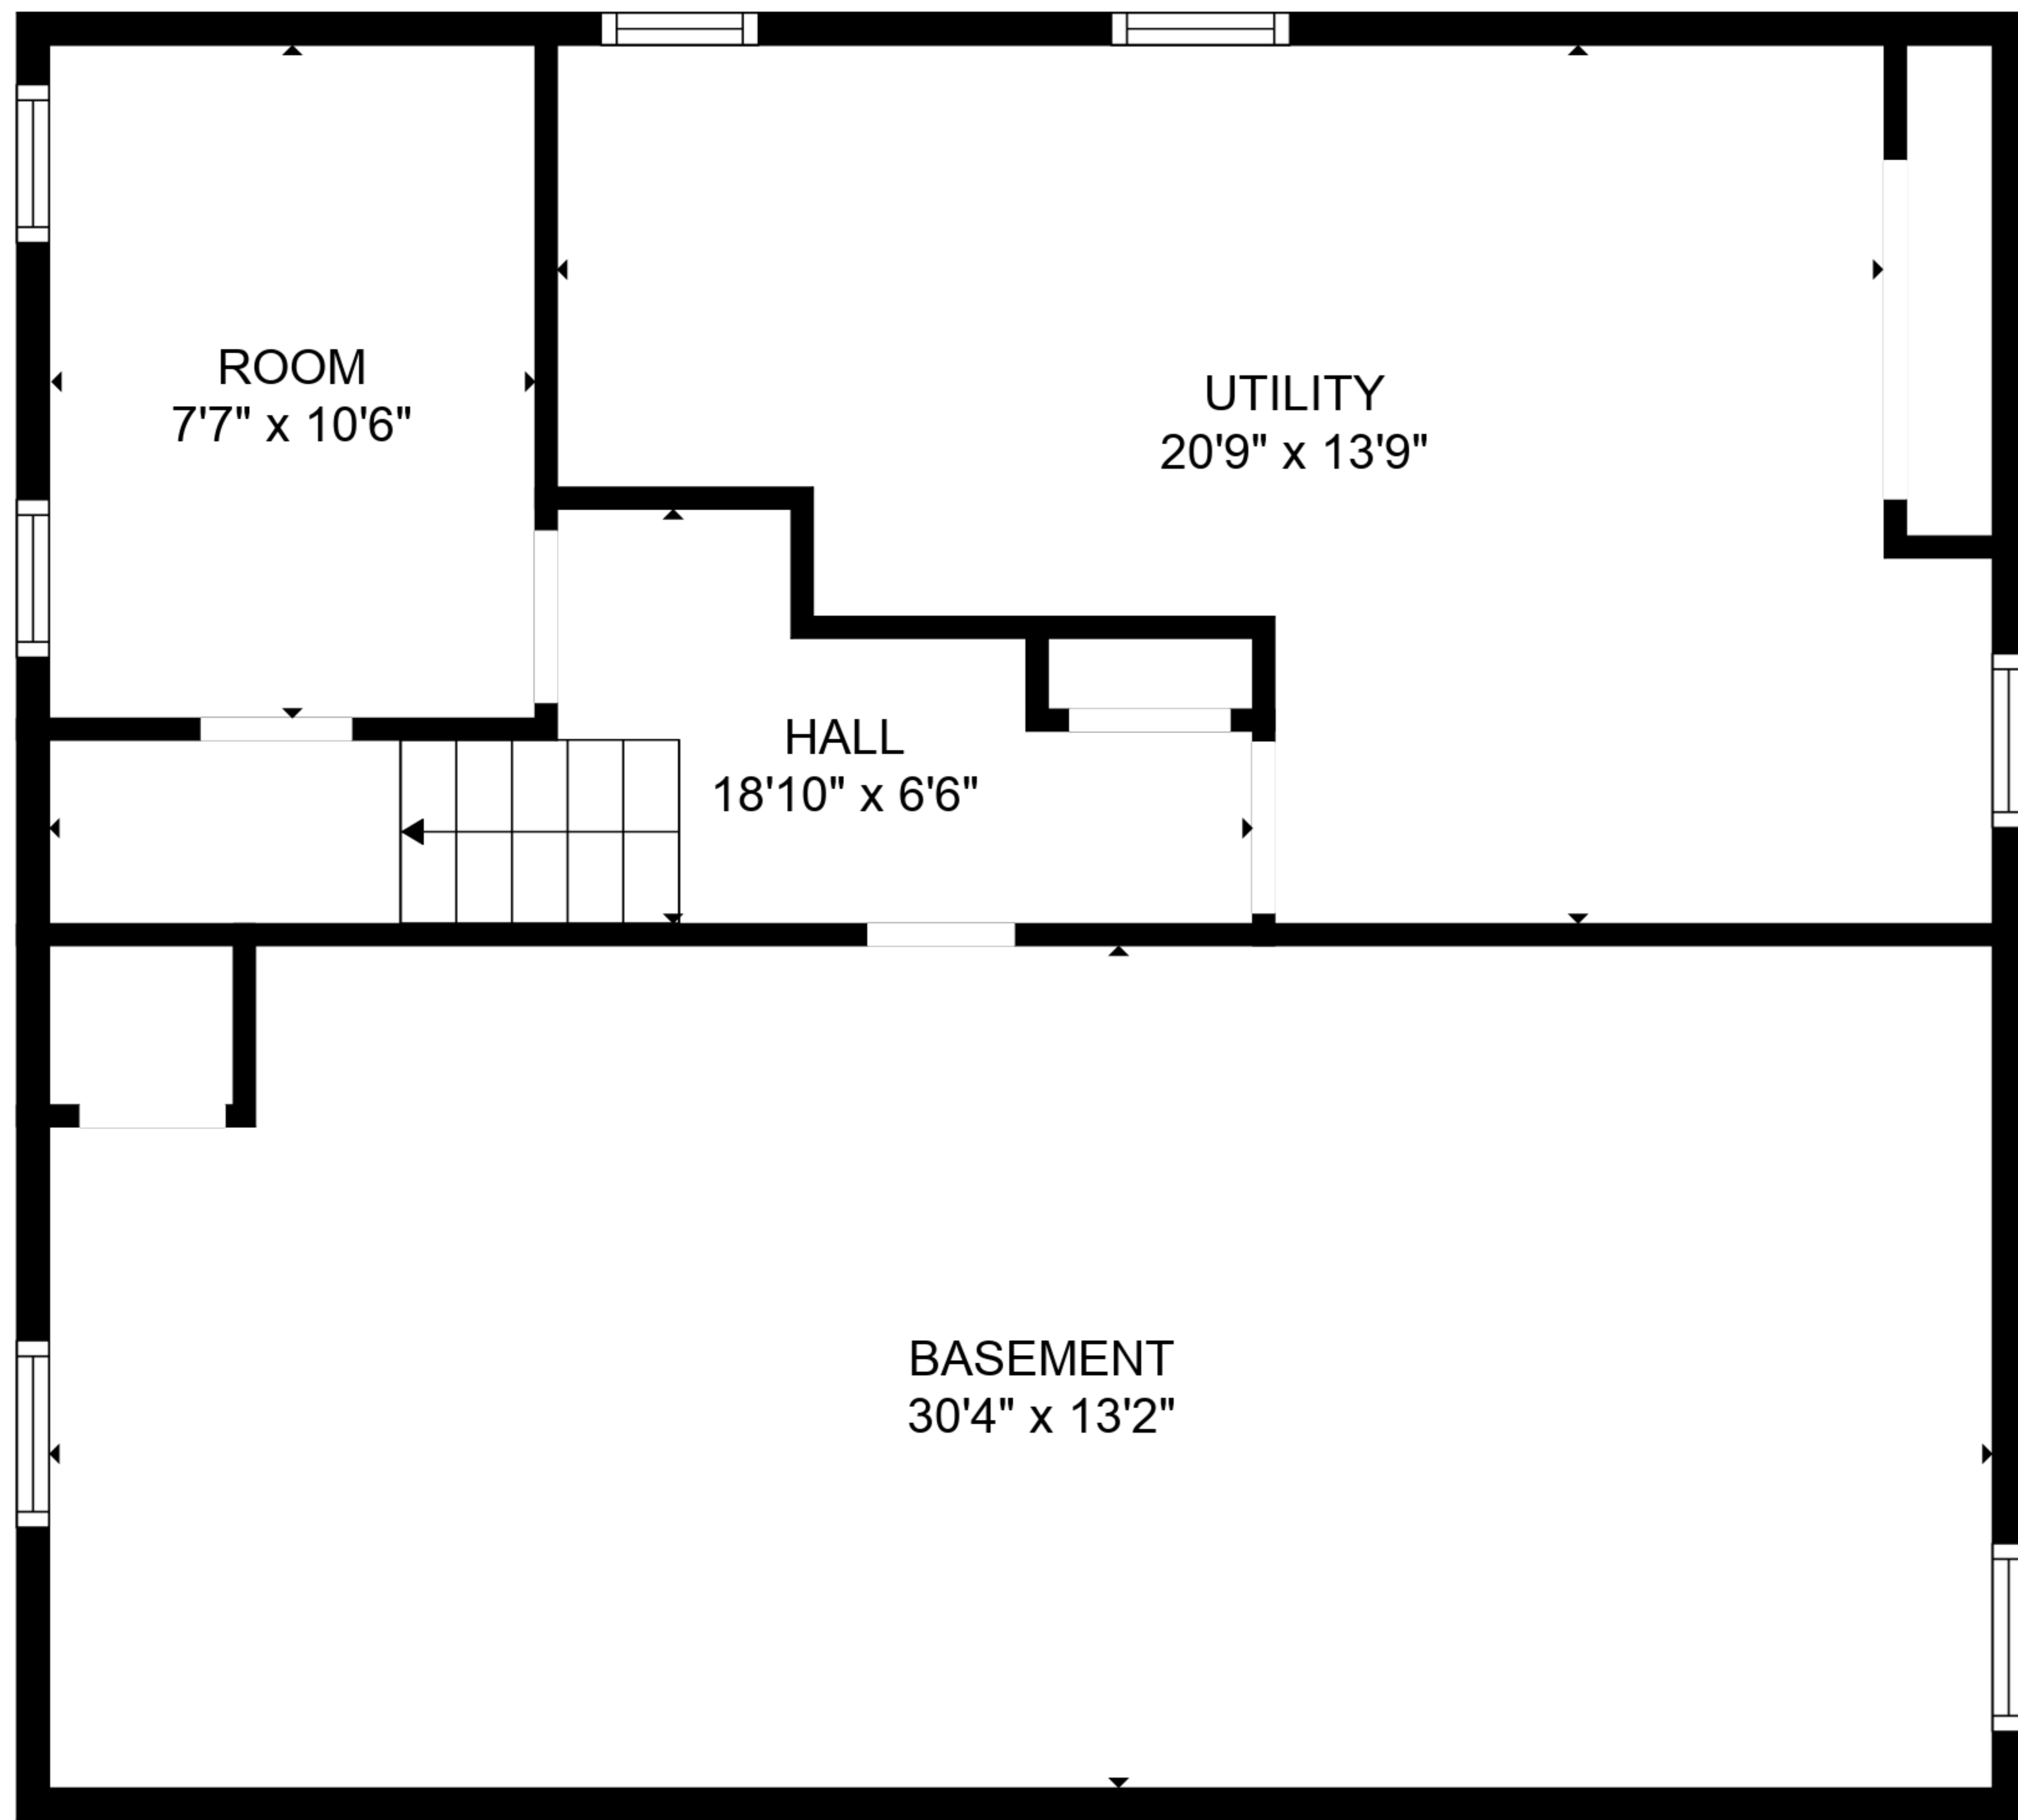 ROOM
7'7" x 10'6"
UTILITY
20'9" x 13'9"
HALL
18'10" x 6'6"
BASEMENT
30'4" x 13'2"